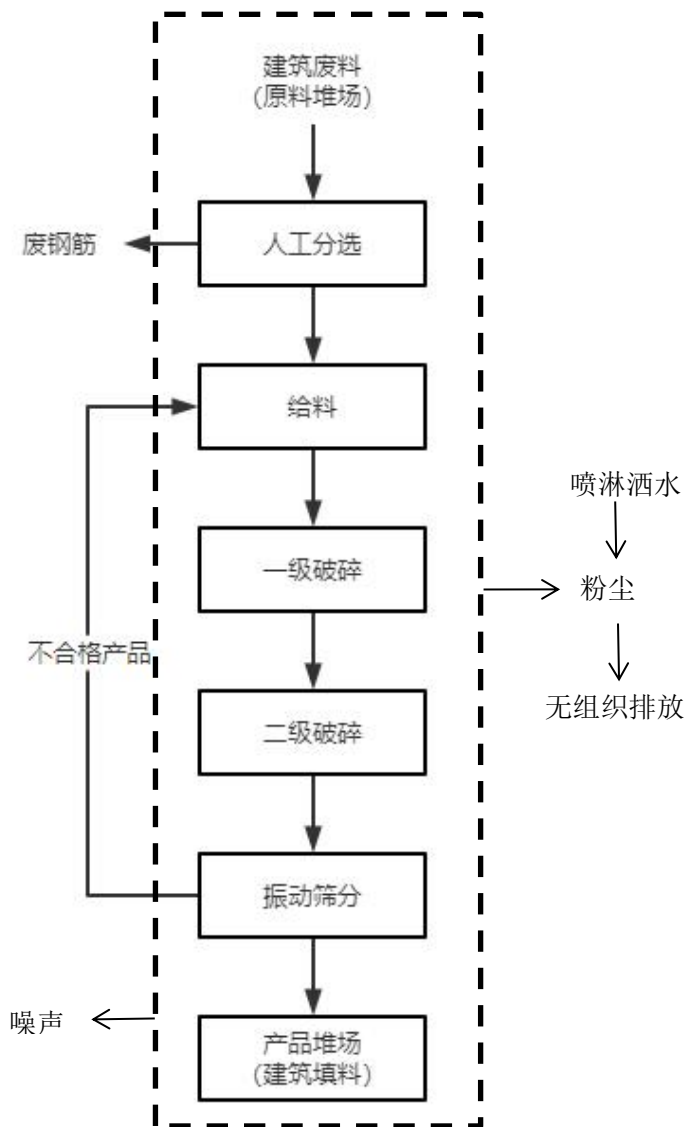 建筑废料
(原料堆场)
废钢筋
人工分选
给料
喷淋洒水
一级破碎
粉尘
不合格产品
无组织排放
二级破碎
振动筛分
噪声
产品堆场
(建筑填料)